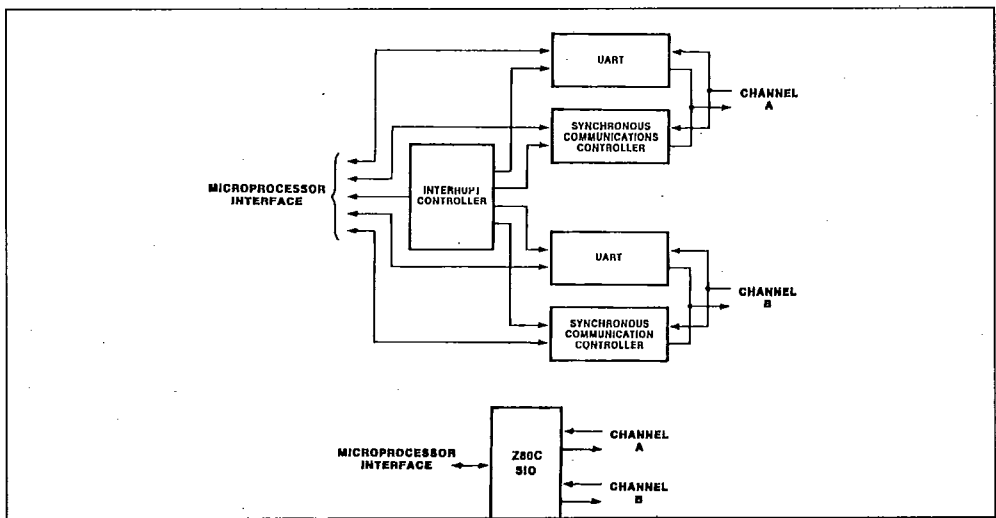 UART
CHANNEL
A
SYNCHRONOUS
COMMUNICATIONS
CONTROLLER
MICROPROCESSOR
INTERFACE
INTERRUPT
CONTROLLER
UART
CHANNEL
B
SYNCHRONOUS
COMMUNICATION
CONTROLLER
MICROPROCESSOR
INTERFACE
Z80C
SIO
CHANNEL
A
CHANNEL
B